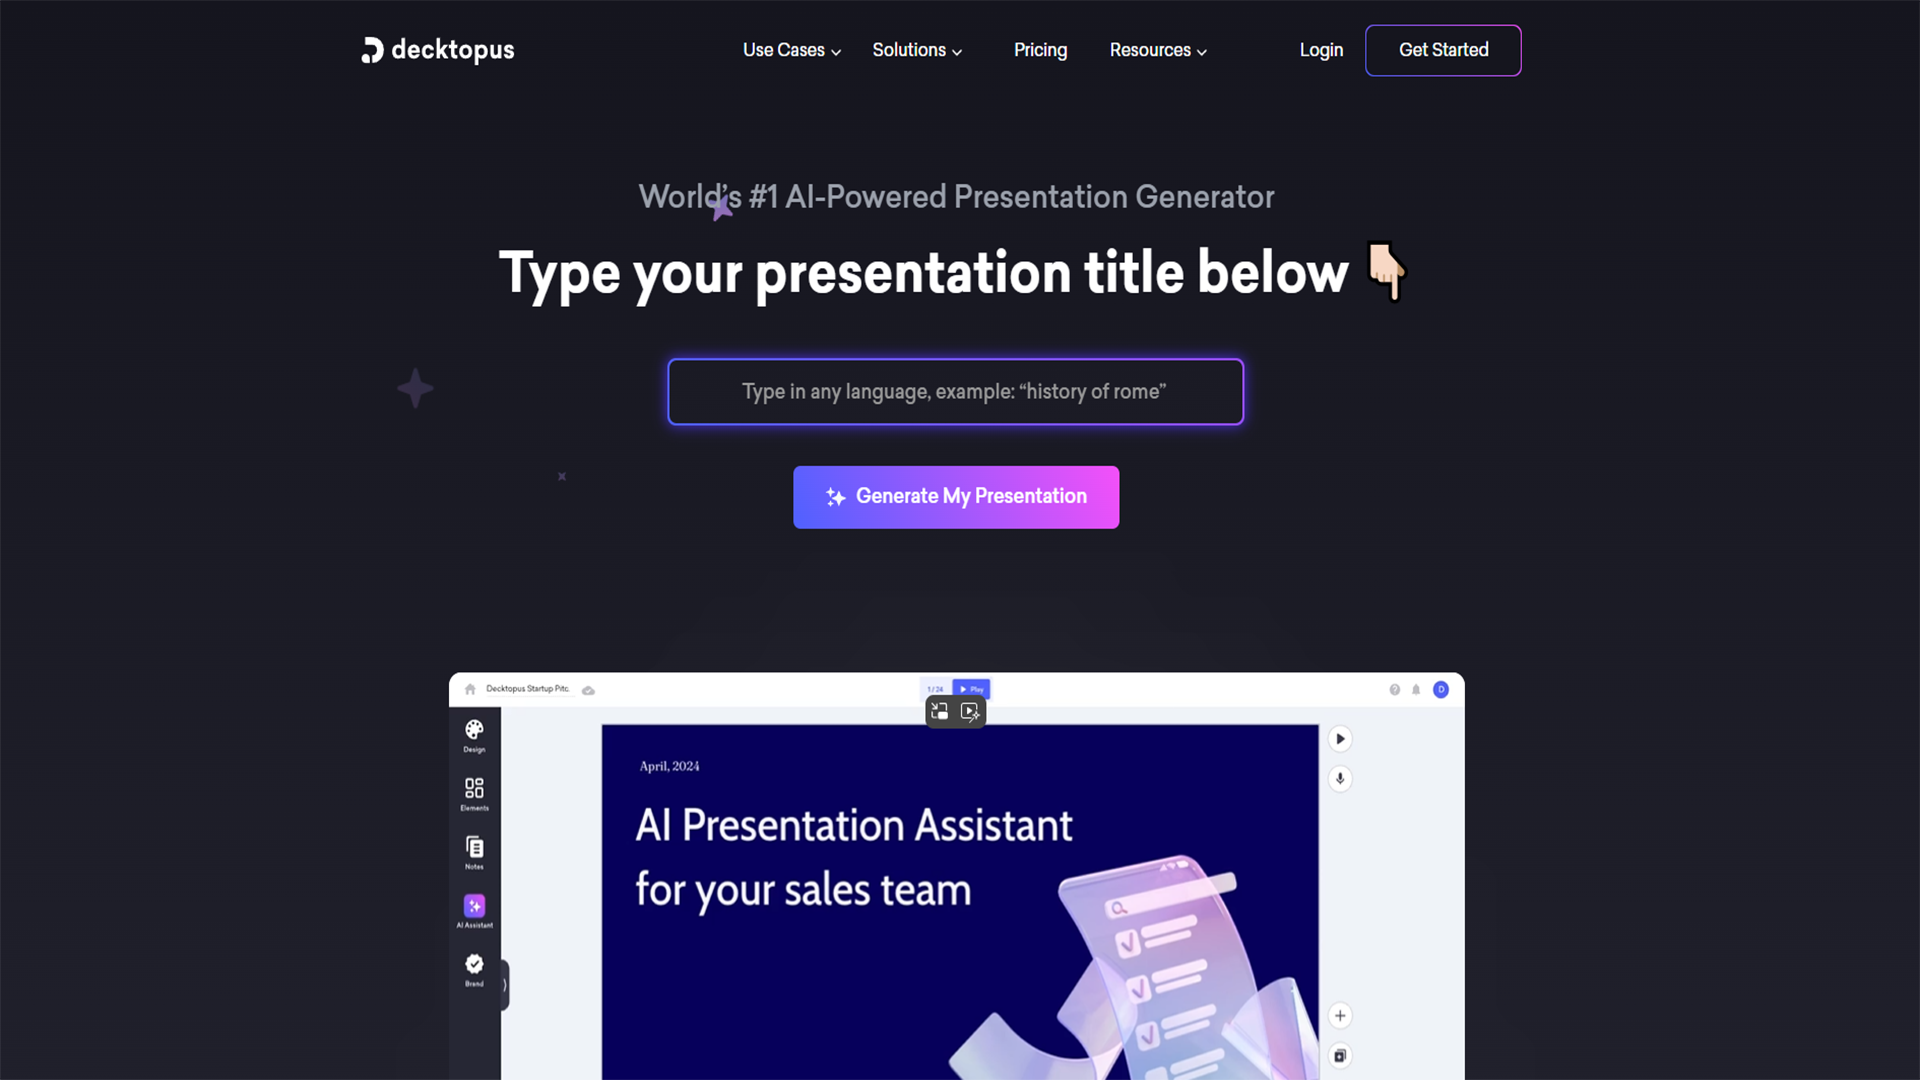 decktopus
Use Cases
Solutions
Pricing
Resources
Login
Get Started
World's #1 AI-Powered Presentation Generator
Type your presentation title below
Type in any language, example: “history of rome”
Generate My Presentation
Decktopus Startup Pitc
1/24
Play
D
Design
Elements
Notes
AI Assistant
Brand
April, 2024
AI Presentation Assistant
for your sales team